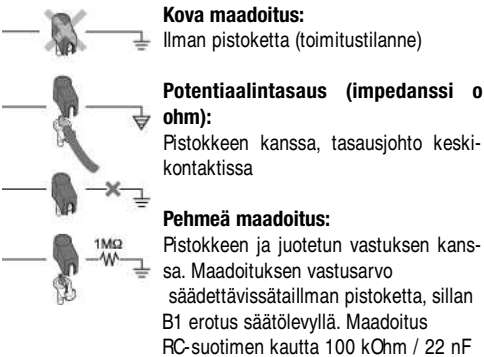 Kova maadoitus:
Ilman pistoketta (toimitustilanne)
Potentiaalintasaus (impedanssi o
ohm):
Pistokkeen kanssa, tasausjohto keski-
kontaktissa
Pehmeä maadoitus:
1MΩ
Pistokkeen ja juotetun vastuksen kans-
sa. Maadoituksen vastusarvo
säädettävissätaillman pistoketta, sillan
B1 erotus säätölevyllä. Maadoitus
RC-suotimen kautta 100 kOhm / 22 nF